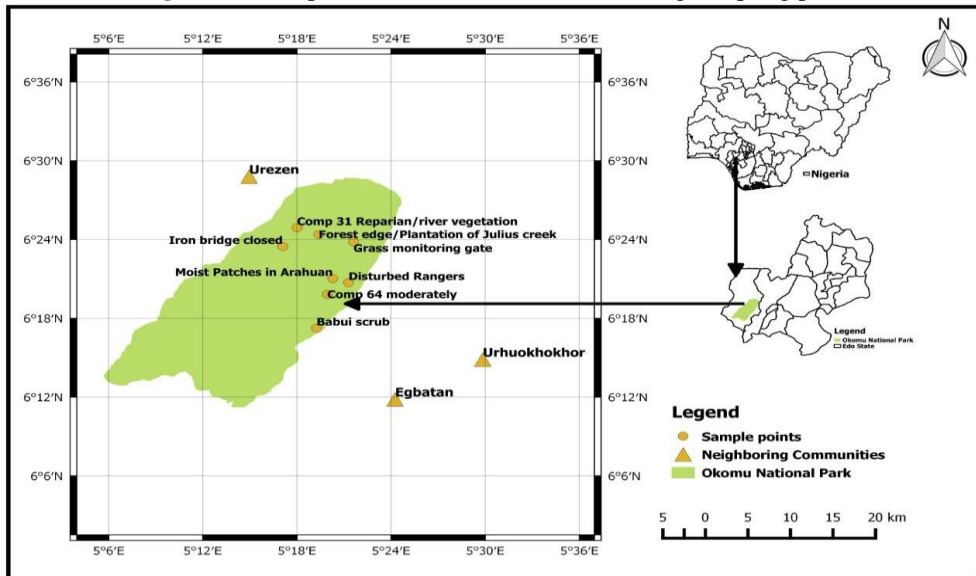 5°6'E 5°12'E 5°18'E 5°24'E 5°30'E 5°36'E
N
6°36'N 6°36'N
6°30'N 6°30'N
Urezen
Nigeria
Comp 31 Reparian/river vegetation
Forest edge/Plantation of Julius creek
6°24'N 6°24'N
Iron bridge closed
Grass monitoring gate
Moist Patches in Arahuan
Disturbed Rangers
Comp 64 moderately
6°18'N 6°18'N
Babui scrub
Legend
Okomu National Park
Edo State
Urhuokhokhor
6°12'N 6°12'N
Egbatan
Legend
Sample points
Neighboring Communities
Okomu National Park
6°6'N 6°6'N
5 0 5 10 15 20 km
5°6'E 5°12'E 5°18'E 5°24'E 5°30'E 5°36'E